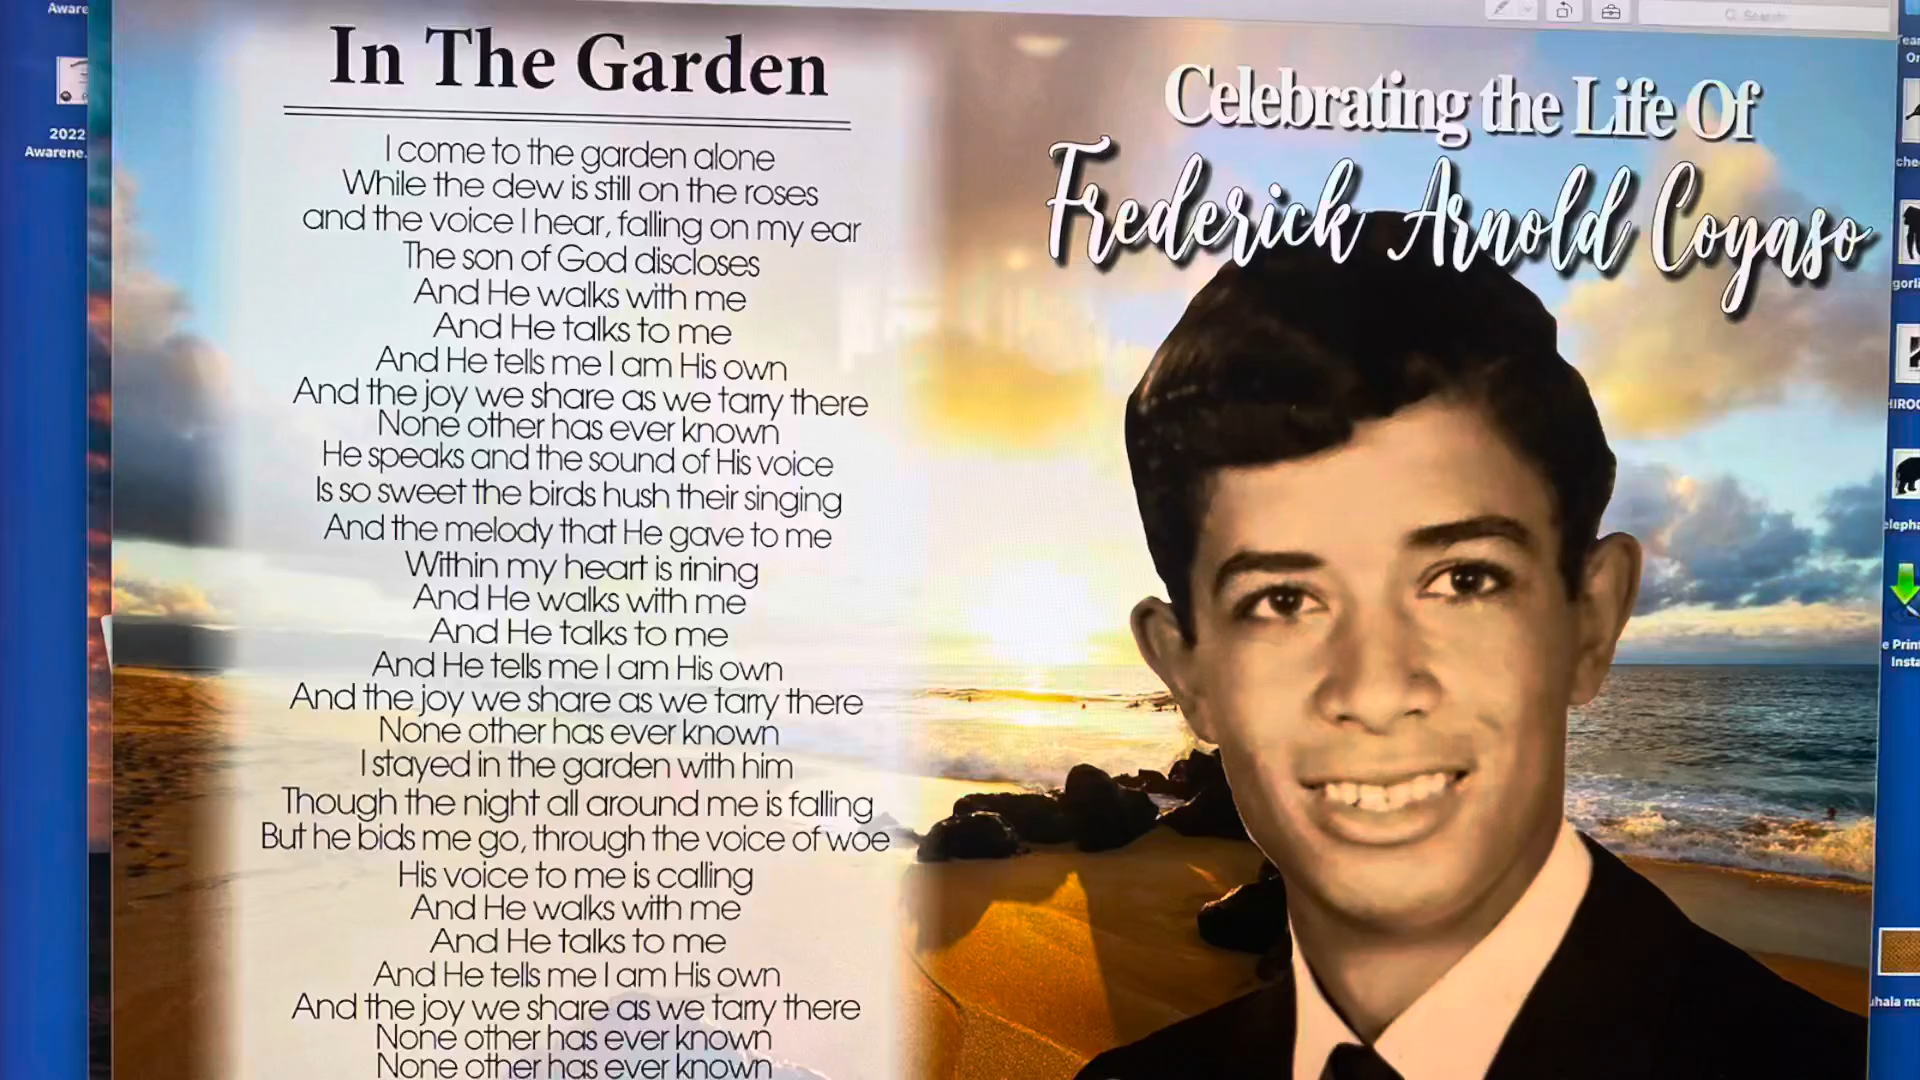 In The Garden
I come to the garden alone
While the dew is still on the roses
and the voice I hear, falling on my ear
The son of God discloses
And He walks with me
And He talks to me
And He tells me I am His own
And the joy we share as we tarry there
None other has ever known
He speaks and the sound of His voice
Is so sweet the birds hush their singing
And the melody that He gave to me
Within my heart is rining
And He walks with me
And He talks to me
And He tells me I am His own
And the joy we share as we tarry there
None other has ever known
I stayed in the garden with him
Though the night all around me is falling
But he bids me go, through the voice of woe
His voice to me is calling
And He walks with me
And He talks to me
And He tells me I am His own
And the joy we share as we tarry there
None other has ever known
None other has ever known
Celebrating the Life Of
Frederick Arnold Coyaso
Search
Aware
2022
Awarene.
elepha
e Print
Insta